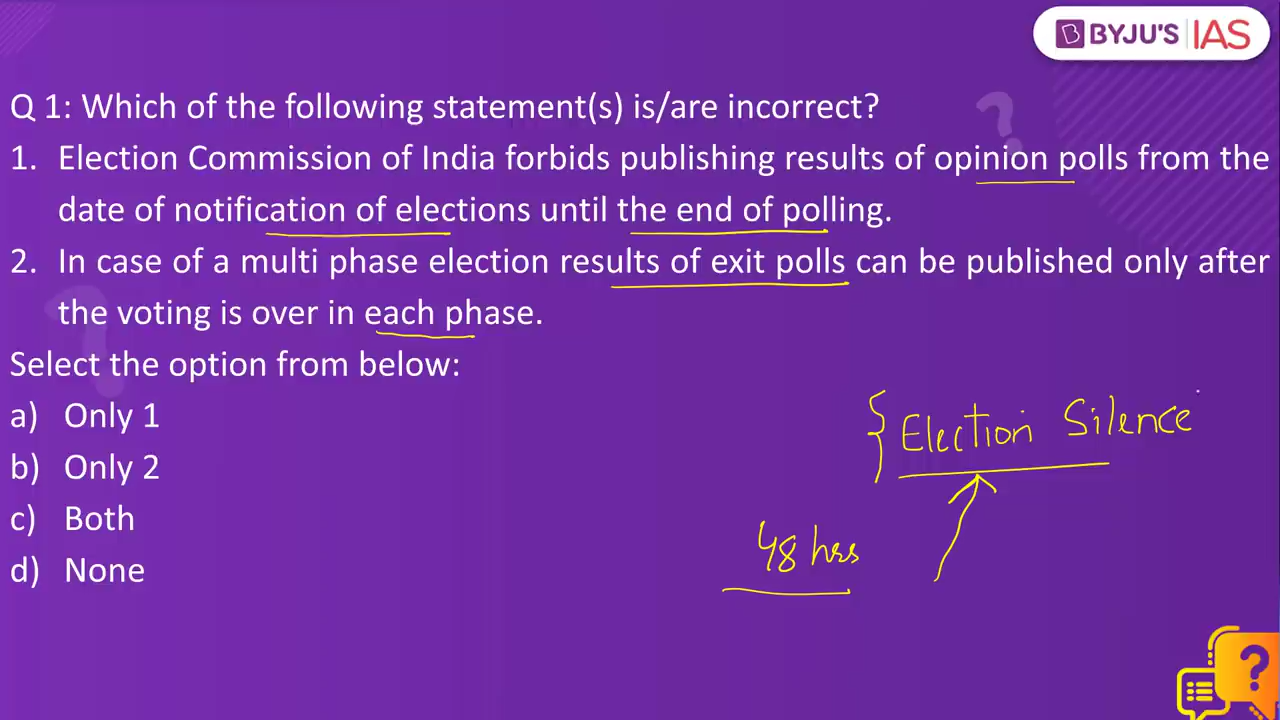 BYJU'S IAS
Q 1: Which of the following statement(s) is/are incorrect?
1. Election Commission of India forbids publishing results of opinion polls from the
date of notification of elections until the end of polling.
2. In case of a multi phase election results of exit polls can be published only after
the voting is over in each phase.
Select the option from below:
a) Only 1
b) Only 2
c) Both
d) None
Election Silence
48 hrs